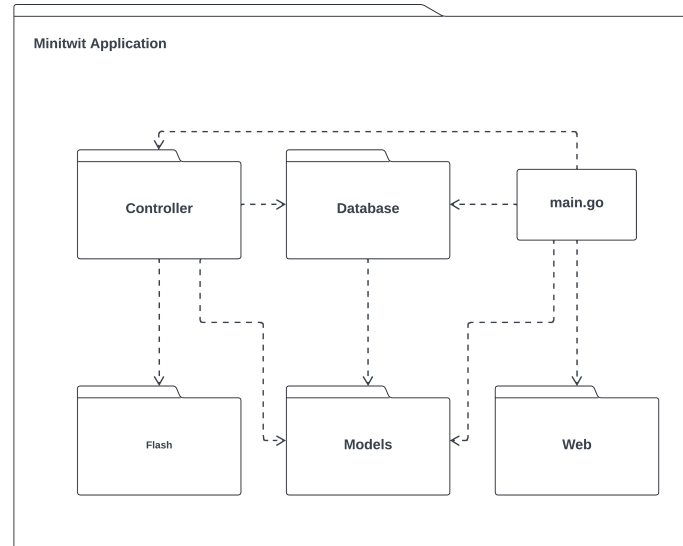 Minitwit Application
Controller
Database
main.go
Flash
Models
Web